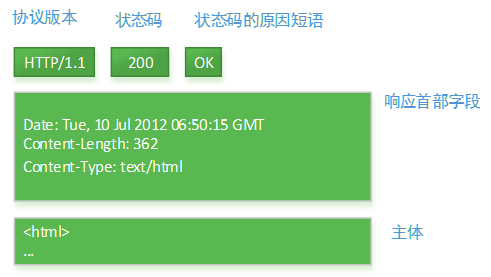 协议版本 状态码 状态码的原因短语
HTTP/1.1 200 OK
响应首部字段
Date: Tue, 10 Jul 2012 06:50:15 GMT
Content-Length: 362
Content-Type: text/html
<html>
主体
...